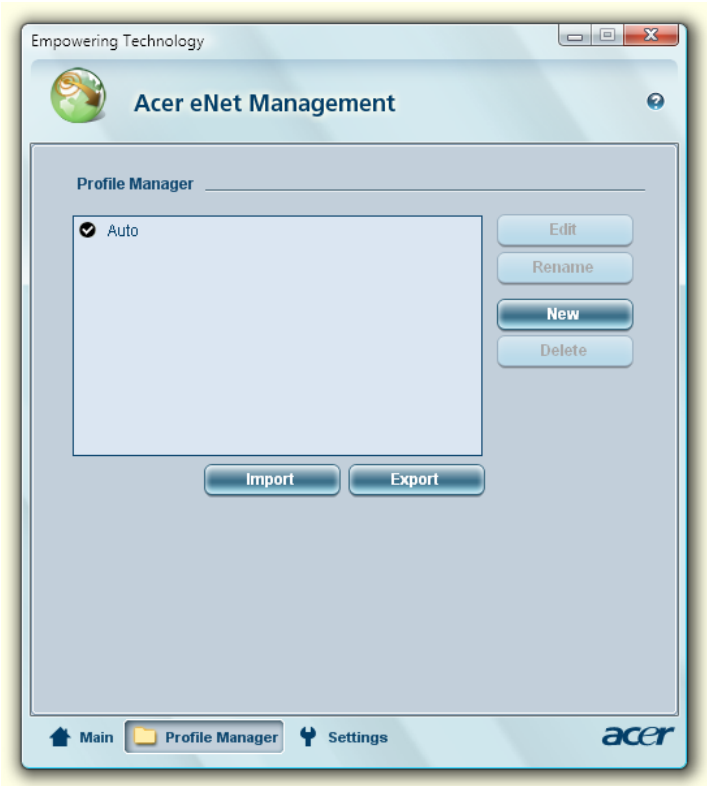 Empowering Technology
Acer eNet Management
Profile Manager
Auto
Edit
Rename
New
Delete
Import Export
Main Profile Manager Settings acer